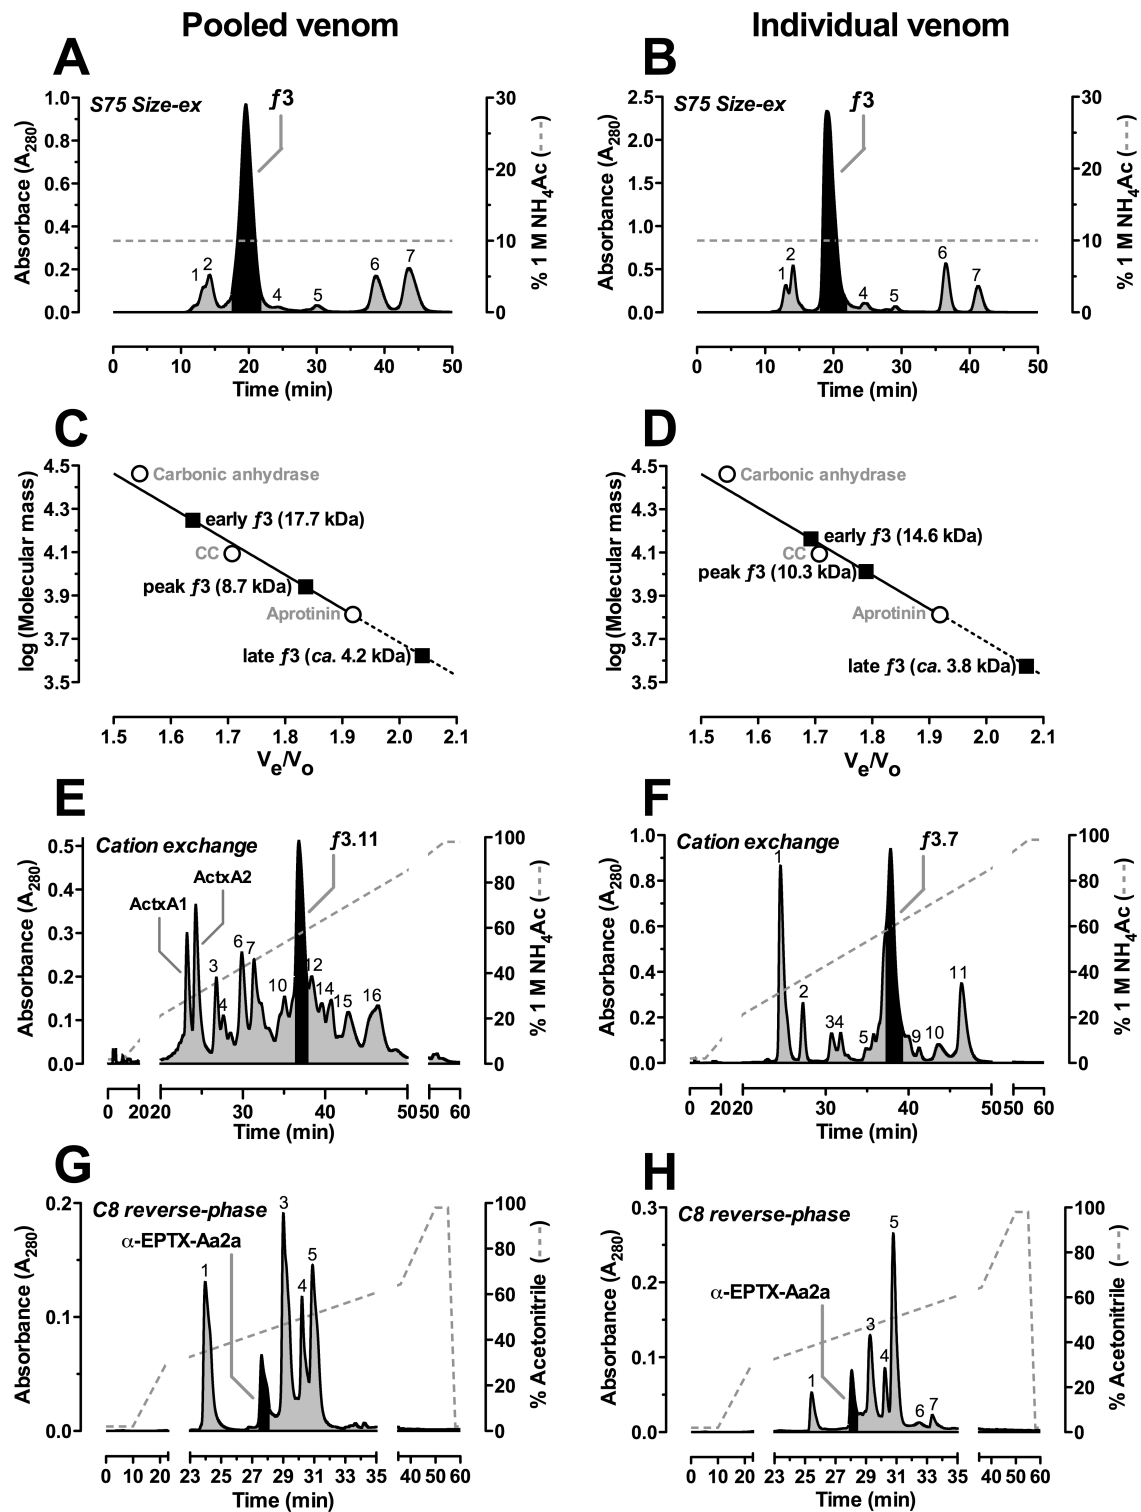 Pooled venom
Individual venom
A
S75 Size-ex
ƒ3
Absorbace (A280)
1.0
0.8
0.6
0.4
0.2
0.0
1
2
4
5
6
7
30
20
10
0
% 1 M NH4Ac (---)
0 10 20 30 40 50
Time (min)
B
S75 Size-ex
ƒ3
Absorbance (A280)
2.5
2.0
1.5
1.0
0.5
0.0
1
2
4
5
6
7
30
20
10
0
% 1 M NH4Ac (---)
0 10 20 30 40 50
Time (min)
C
log (Molecular mass)
4.5
4.3
4.1
3.9
3.7
3.5
Carbonic anhydrase
early ƒ3 (17.7 kDa)
CC
peak ƒ3 (8.7 kDa)
Aprotinin
late ƒ3 (ca. 4.2 kDa)
1.5 1.6 1.7 1.8 1.9 2.0 2.1
Ve/Vo
D
log (Molecular mass)
4.5
4.3
4.1
3.9
3.7
3.5
Carbonic anhydrase
early ƒ3 (14.6 kDa)
CC
peak ƒ3 (10.3 kDa)
Aprotinin
late ƒ3 (ca. 3.8 kDa)
1.5 1.6 1.7 1.8 1.9 2.0 2.1
Ve/Vo
E
Cation exchange
ƒ3.11
ActxA2
ActxA1
Absorbance (A280)
0.5
0.4
0.3
0.2
0.1
0.0
3
4
6
7
10
12
14
15
16
100
80
60
40
20
0
% 1 M NH4Ac (---)
0 20 20 30 40 50 50 60
Time (min)
F
Cation exchange
ƒ3.7
Absorbance (A280)
1.0
0.8
0.6
0.4
0.2
0.0
1
2
3
4
5
9
10
11
100
80
60
40
20
0
% 1 M NH4Ac (---)
0 20 20 30 40 50 50 60
Time (min)
G
C8 reverse-phase
α-EPTX-Aa2a
Absorbance (A280)
0.2
0.1
0.0
1
3
4
5
100
80
60
40
20
0
% Acetonitrile (---)
0 10 20 23 25 27 29 31 33 35 40 50 60
Time (min)
H
C8 reverse-phase
α-EPTX-Aa2a
Absorbance (A280)
0.3
0.2
0.1
0.0
1
3
4
5
6
7
100
80
60
40
20
0
% Acetonitrile (---)
0 10 20 23 25 27 29 31 33 35 40 50 60
Time (min)